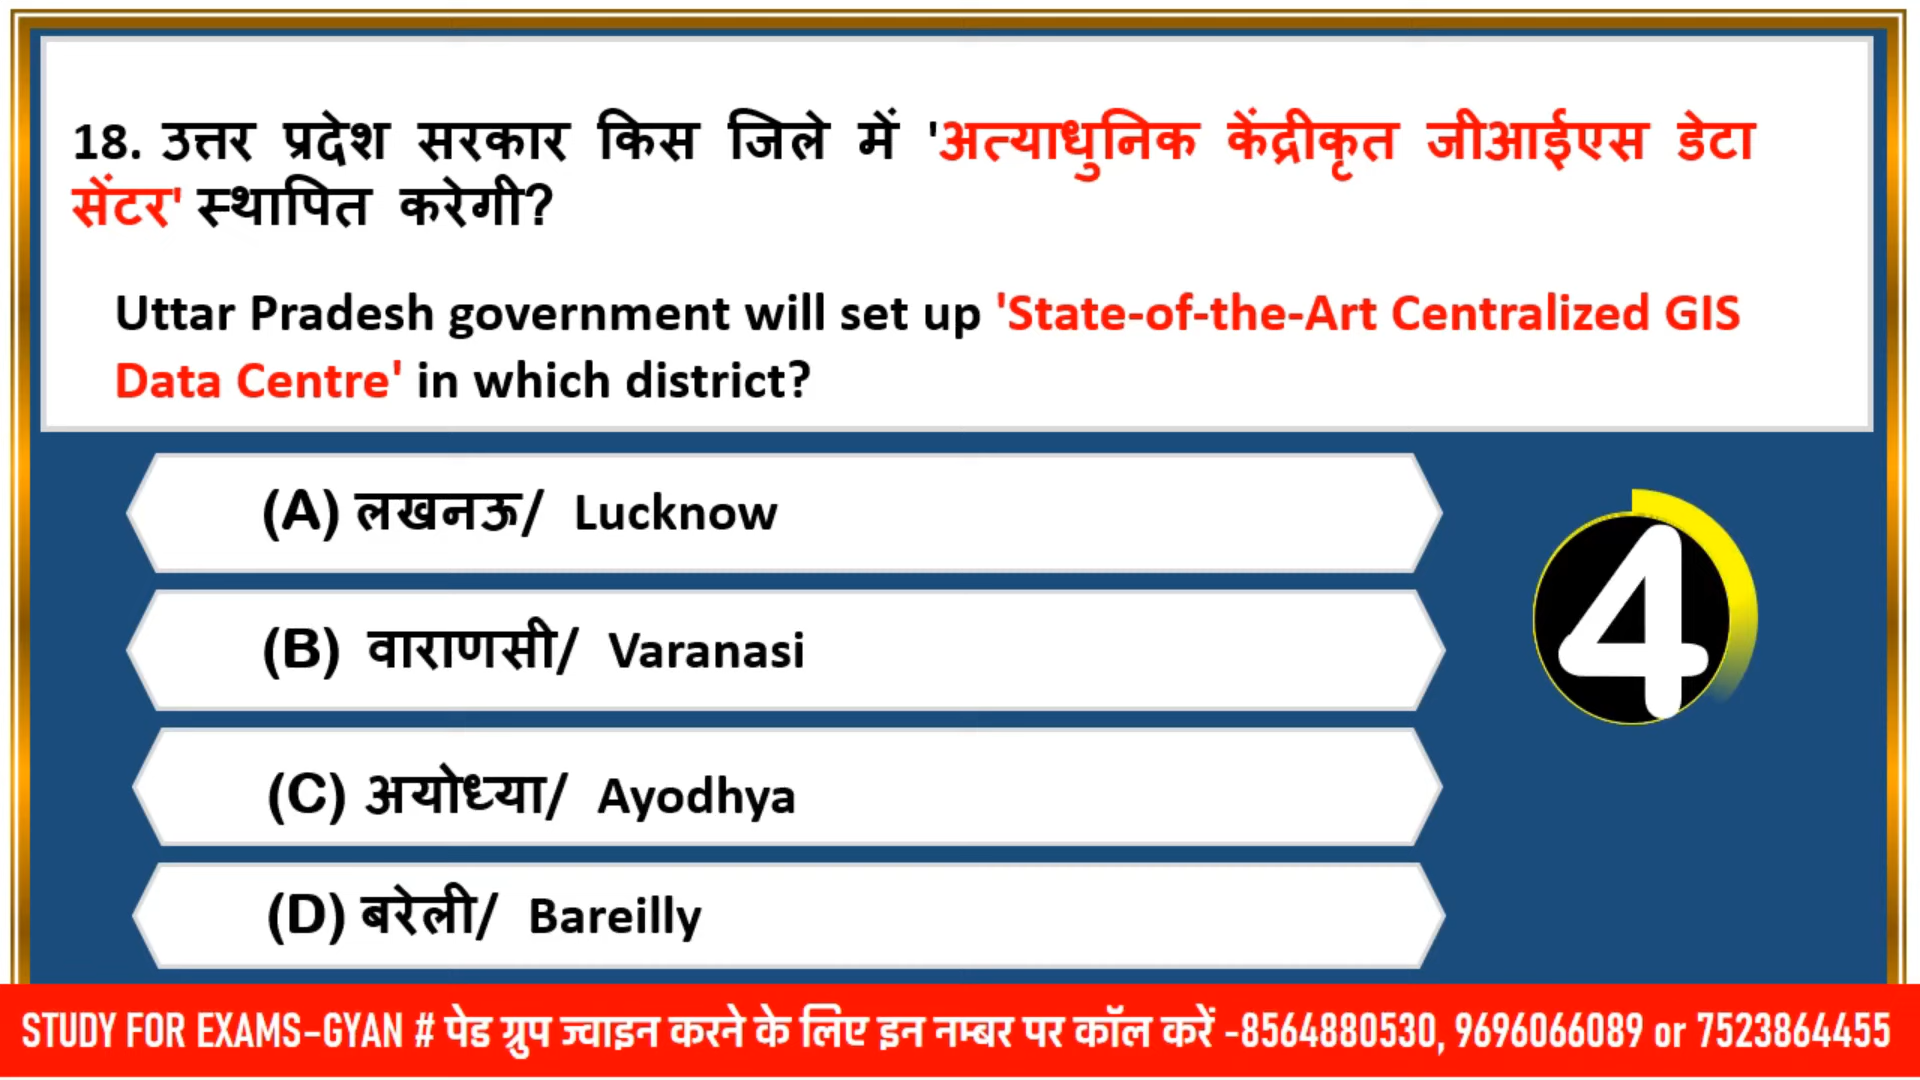 18. उत्तर प्रदेश सरकार किस जिले में 'अत्याधुनिक केंद्रीकृत जीआईएस डेटा
सेंटर' स्थापित करेगी?
Uttar Pradesh government will set up 'State-of-the-Art Centralized GIS
Data Centre' in which district?
(A) लखनऊ/ Lucknow
(B) वाराणसी/ Varanasi
4
(C) अयोध्या/ Ayodhya
(D) बरेली/ Bareilly
STUDY FOR EXAMS-GYAN # पेड ग्रुप ज्वाइन करने के लिए इन नम्बर पर कॉल करें -8564880530, 9696066089 or 7523864455